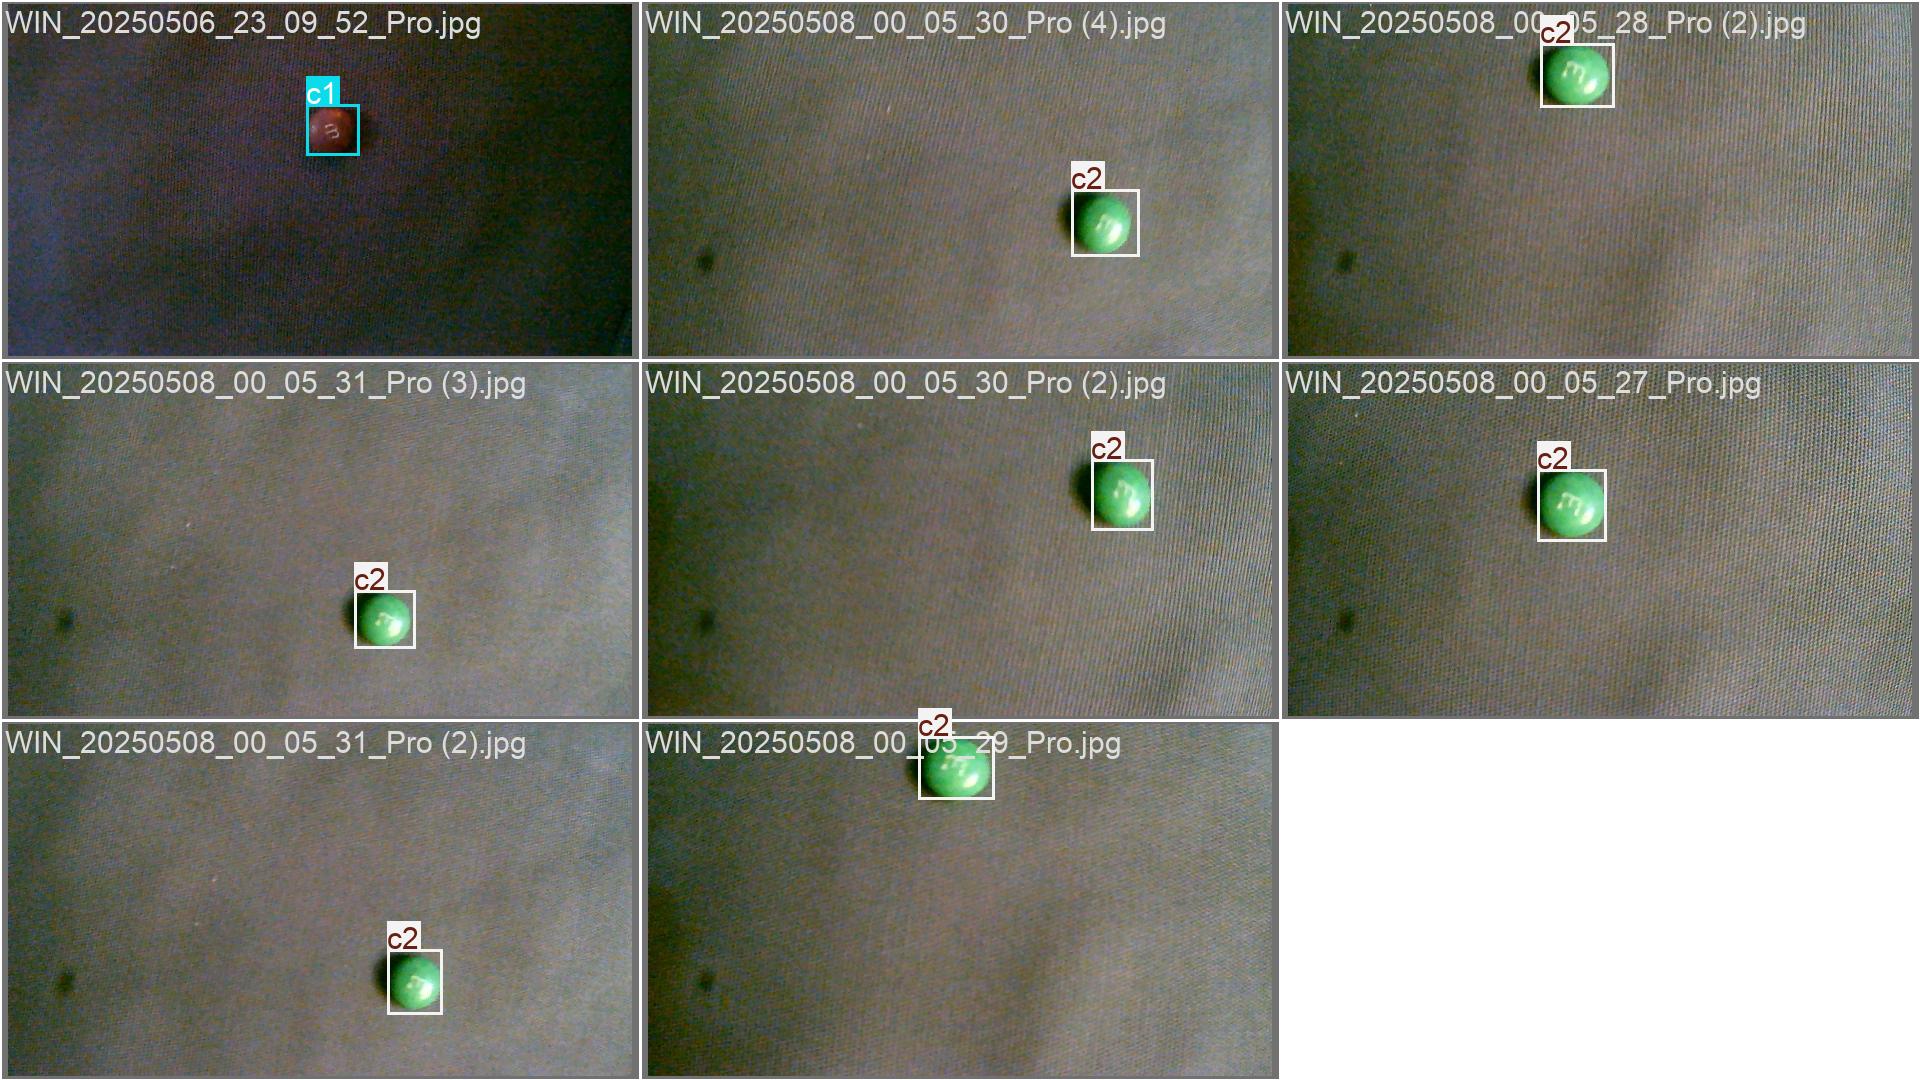 WIN_20250506_23_09_52_Pro.jpg
c1
m
WIN_20250508_00_05_30_Pro (4).jpg
c2
m
WIN_20250508_00_05_28_Pro (2).jpg
c2
m
WIN_20250508_00_05_31_Pro (3).jpg
c2
m
WIN_20250508_00_05_30_Pro (2).jpg
c2
m
WIN_20250508_00_05_27_Pro.jpg
c2
m
WIN_20250508_00_05_31_Pro (2).jpg
c2
m
WIN_20250508_00_05_29_Pro.jpg
c2
m